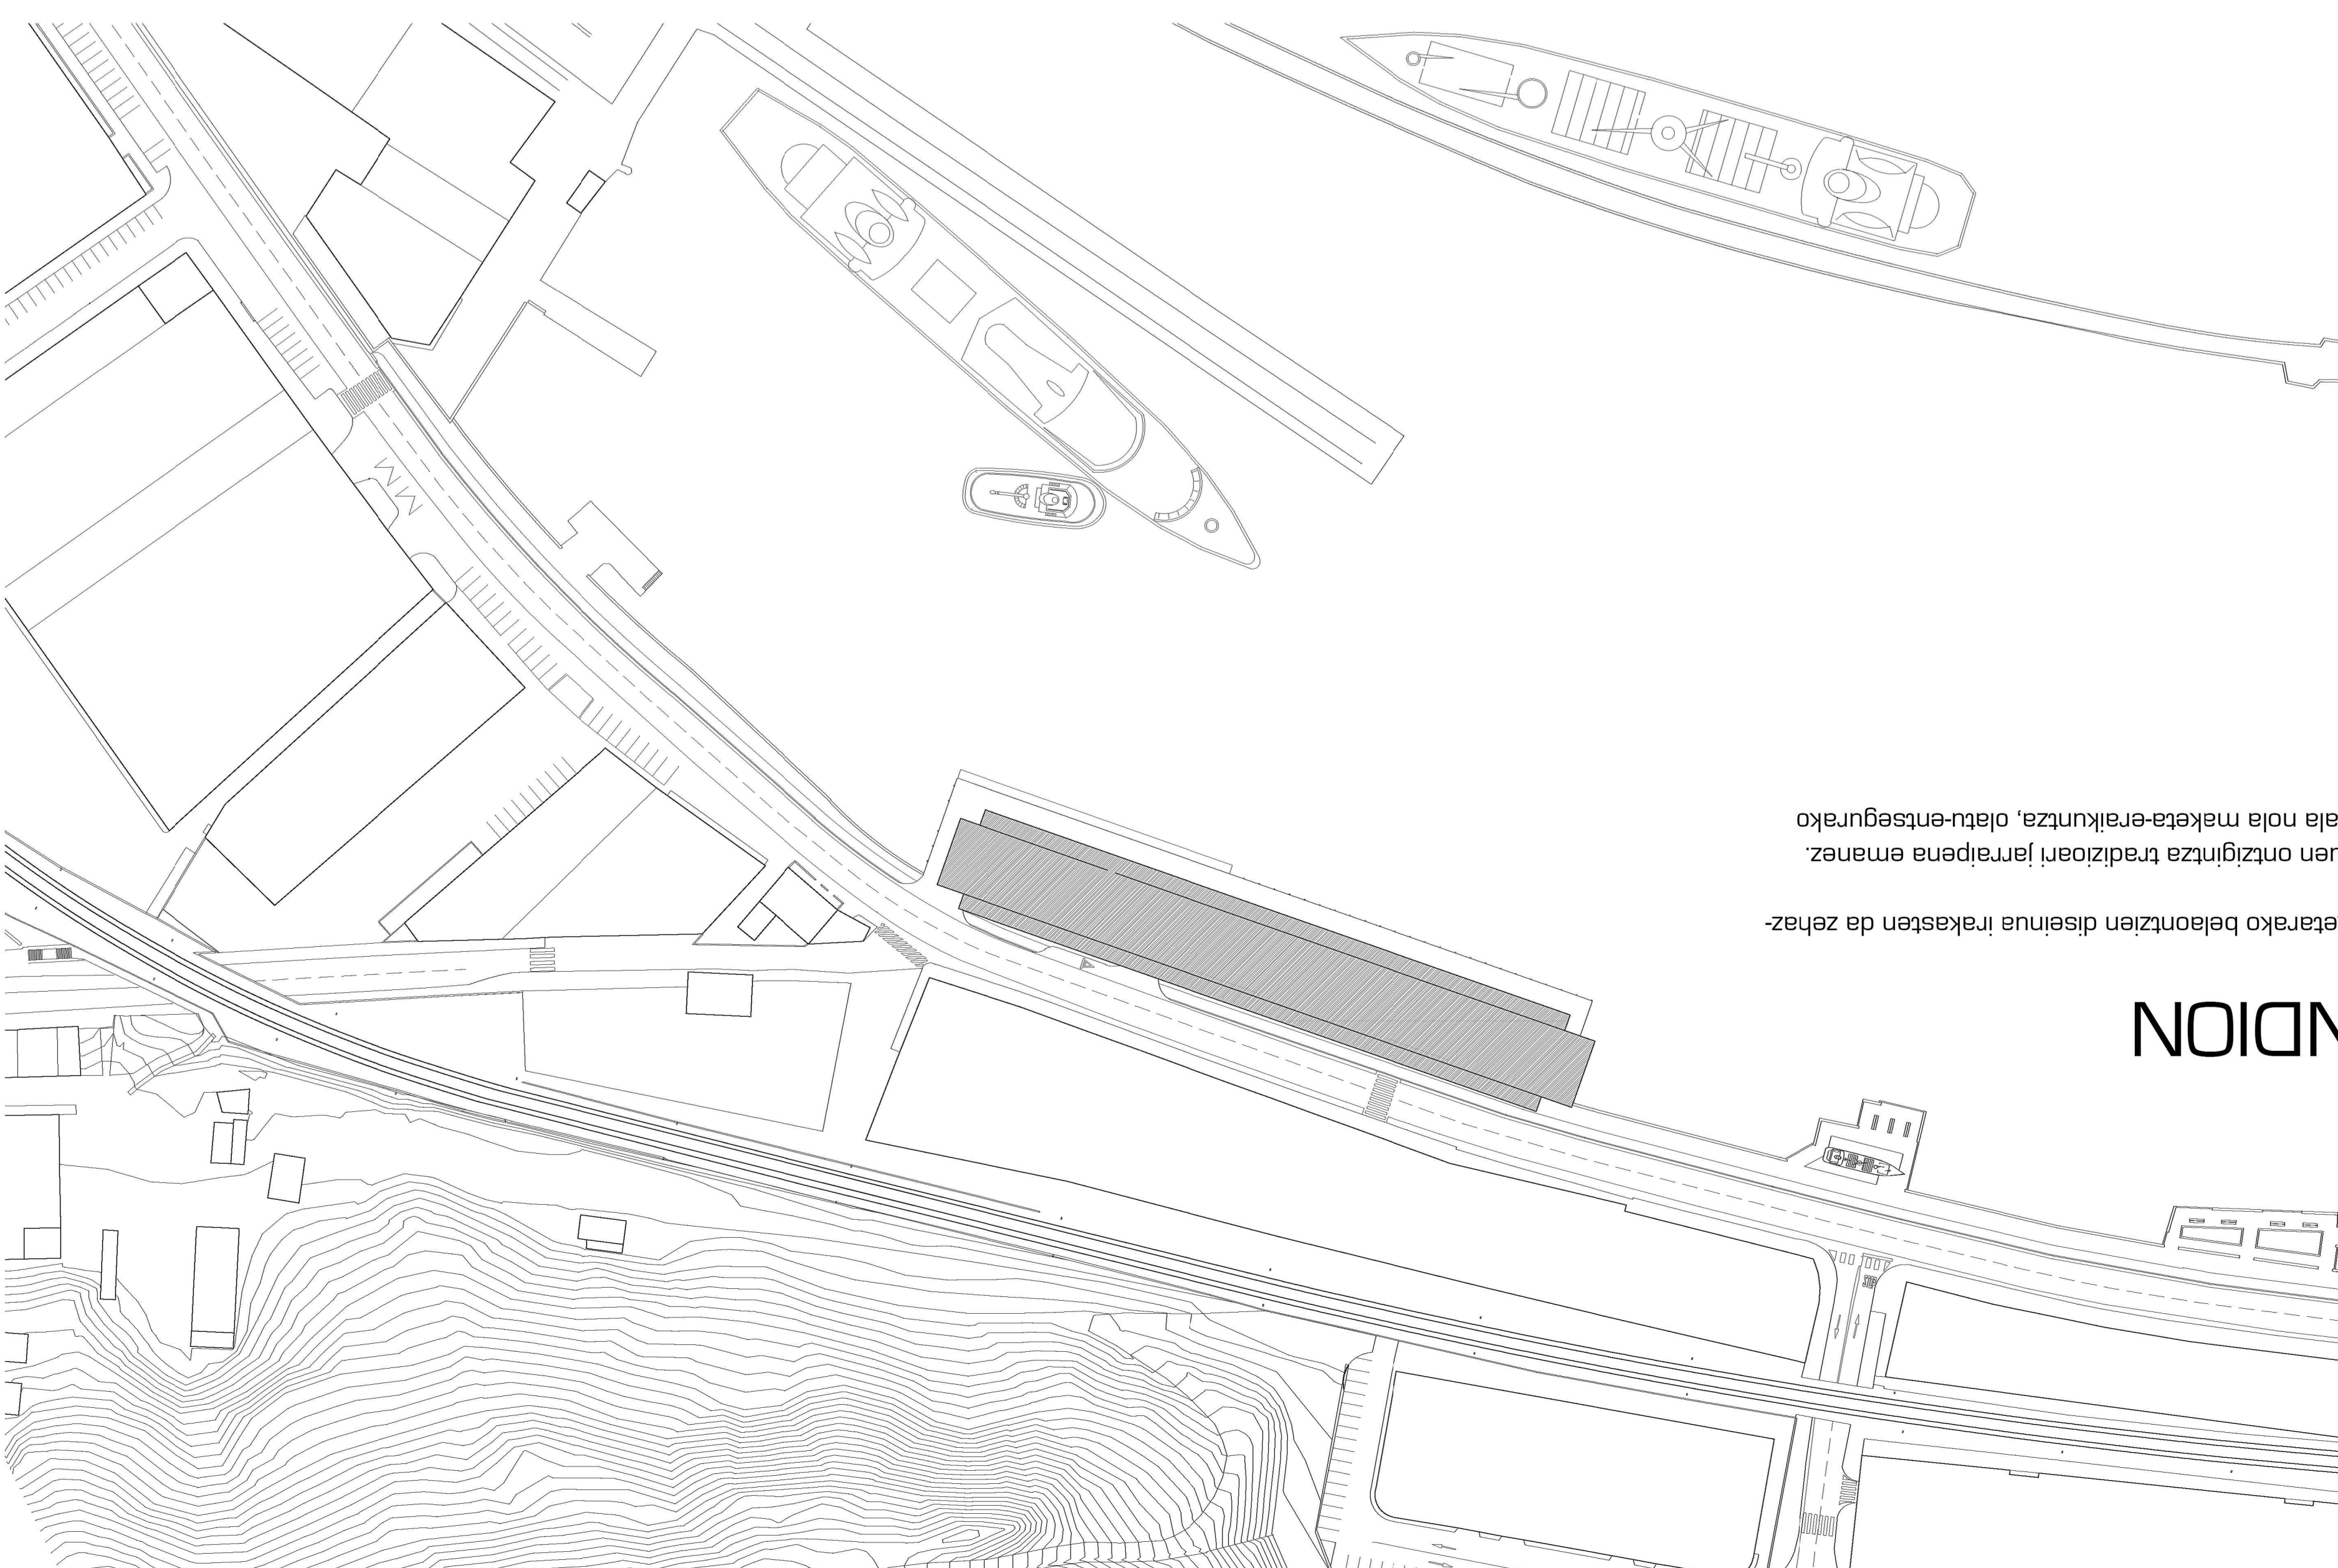 NDION
etarako belaontzien diseinua irakasten da zehaz-
uen ontzigintza tradizioari jarraipena emanez.
ala nola maketa-eraikuntza, olatu-entsegurako